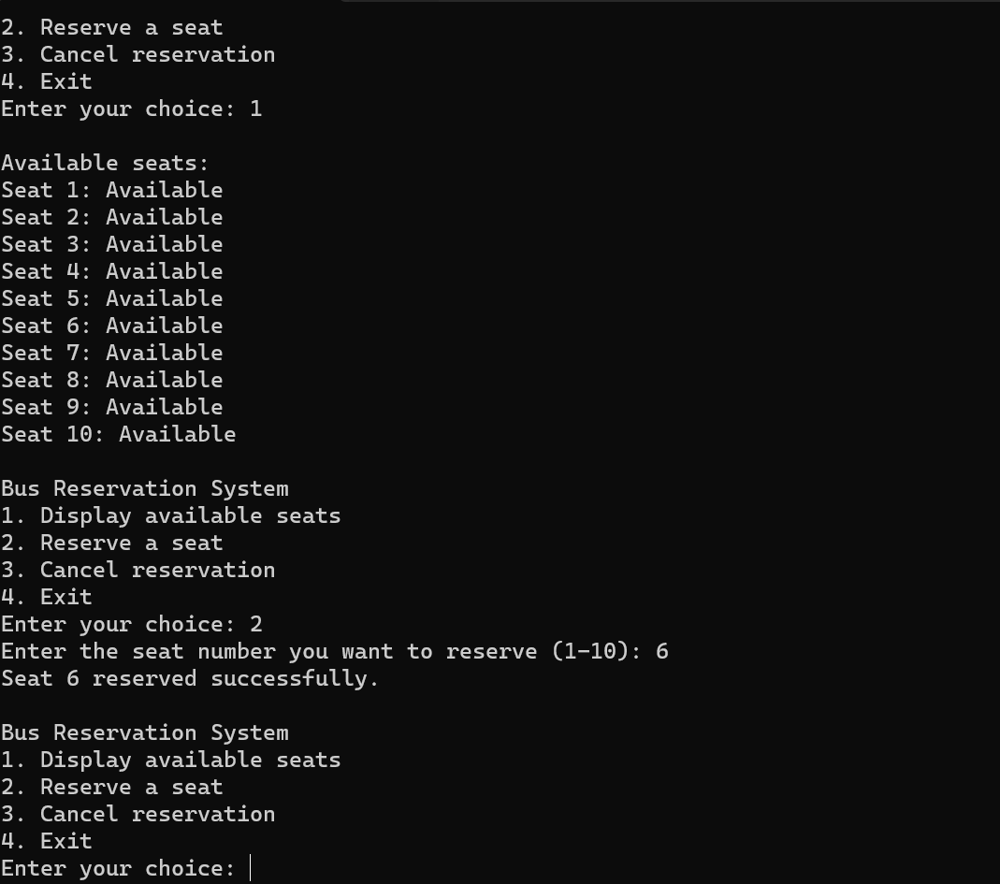 2. Reserve a seat
3. Cancel reservation
4. Exit
Enter your choice: 1
Available seats:
Seat 1: Available
Seat 2: Available
Seat 3: Available
Seat 4: Available
Seat 5: Available
Seat 6: Available
Seat 7: Available
Seat 8: Available
Seat 9: Available
Seat 10: Available
Bus Reservation System
1. Display available seats
2. Reserve a seat
3. Cancel reservation
4. Exit
Enter your choice: 2
Enter the seat number you want to reserve (1-10): 6
Seat 6 reserved successfully.
Bus Reservation System
1. Display available seats
2. Reserve a seat
3. Cancel reservation
4. Exit
Enter your choice: